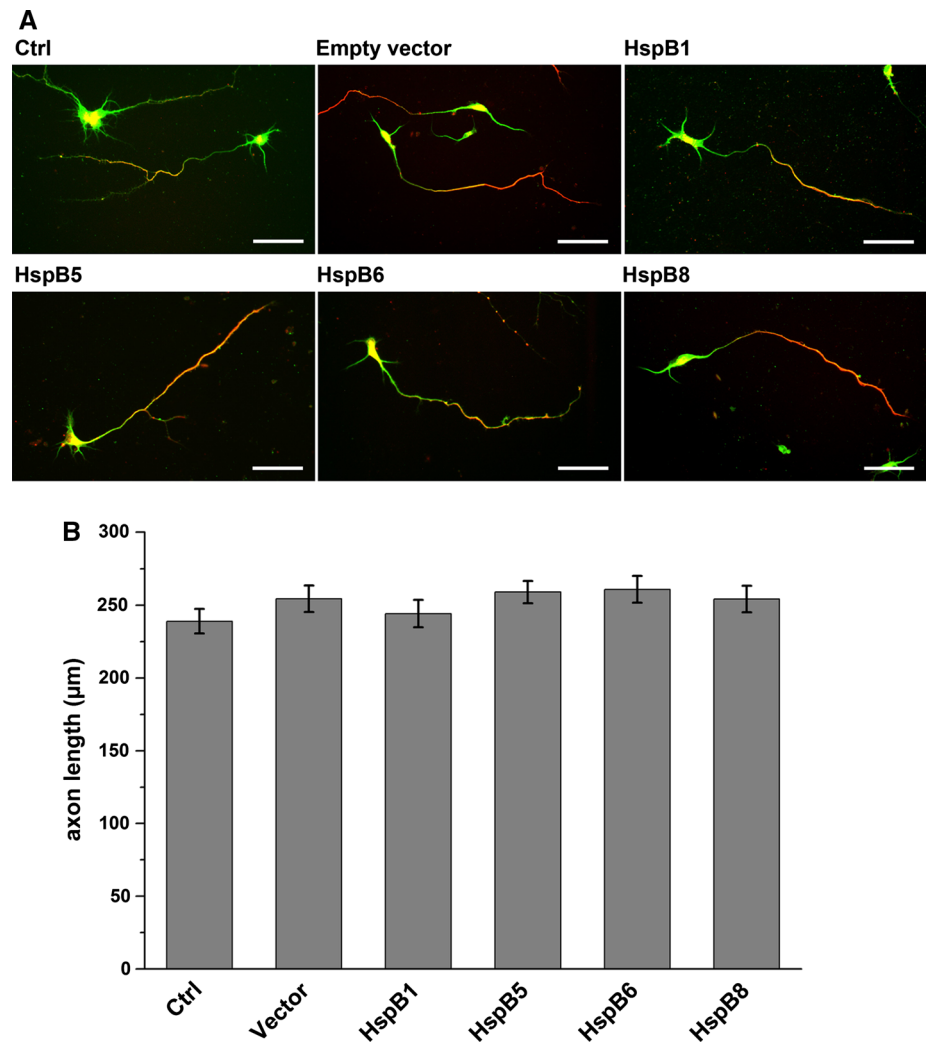 A
Ctrl
Empty vector
HspB1
HspB5
HspB6
HspB8
B
300
250
200
150
100
50
0
axon length (µm)
Ctrl
Vector
HspB1
HspB5
HspB6
HspB8